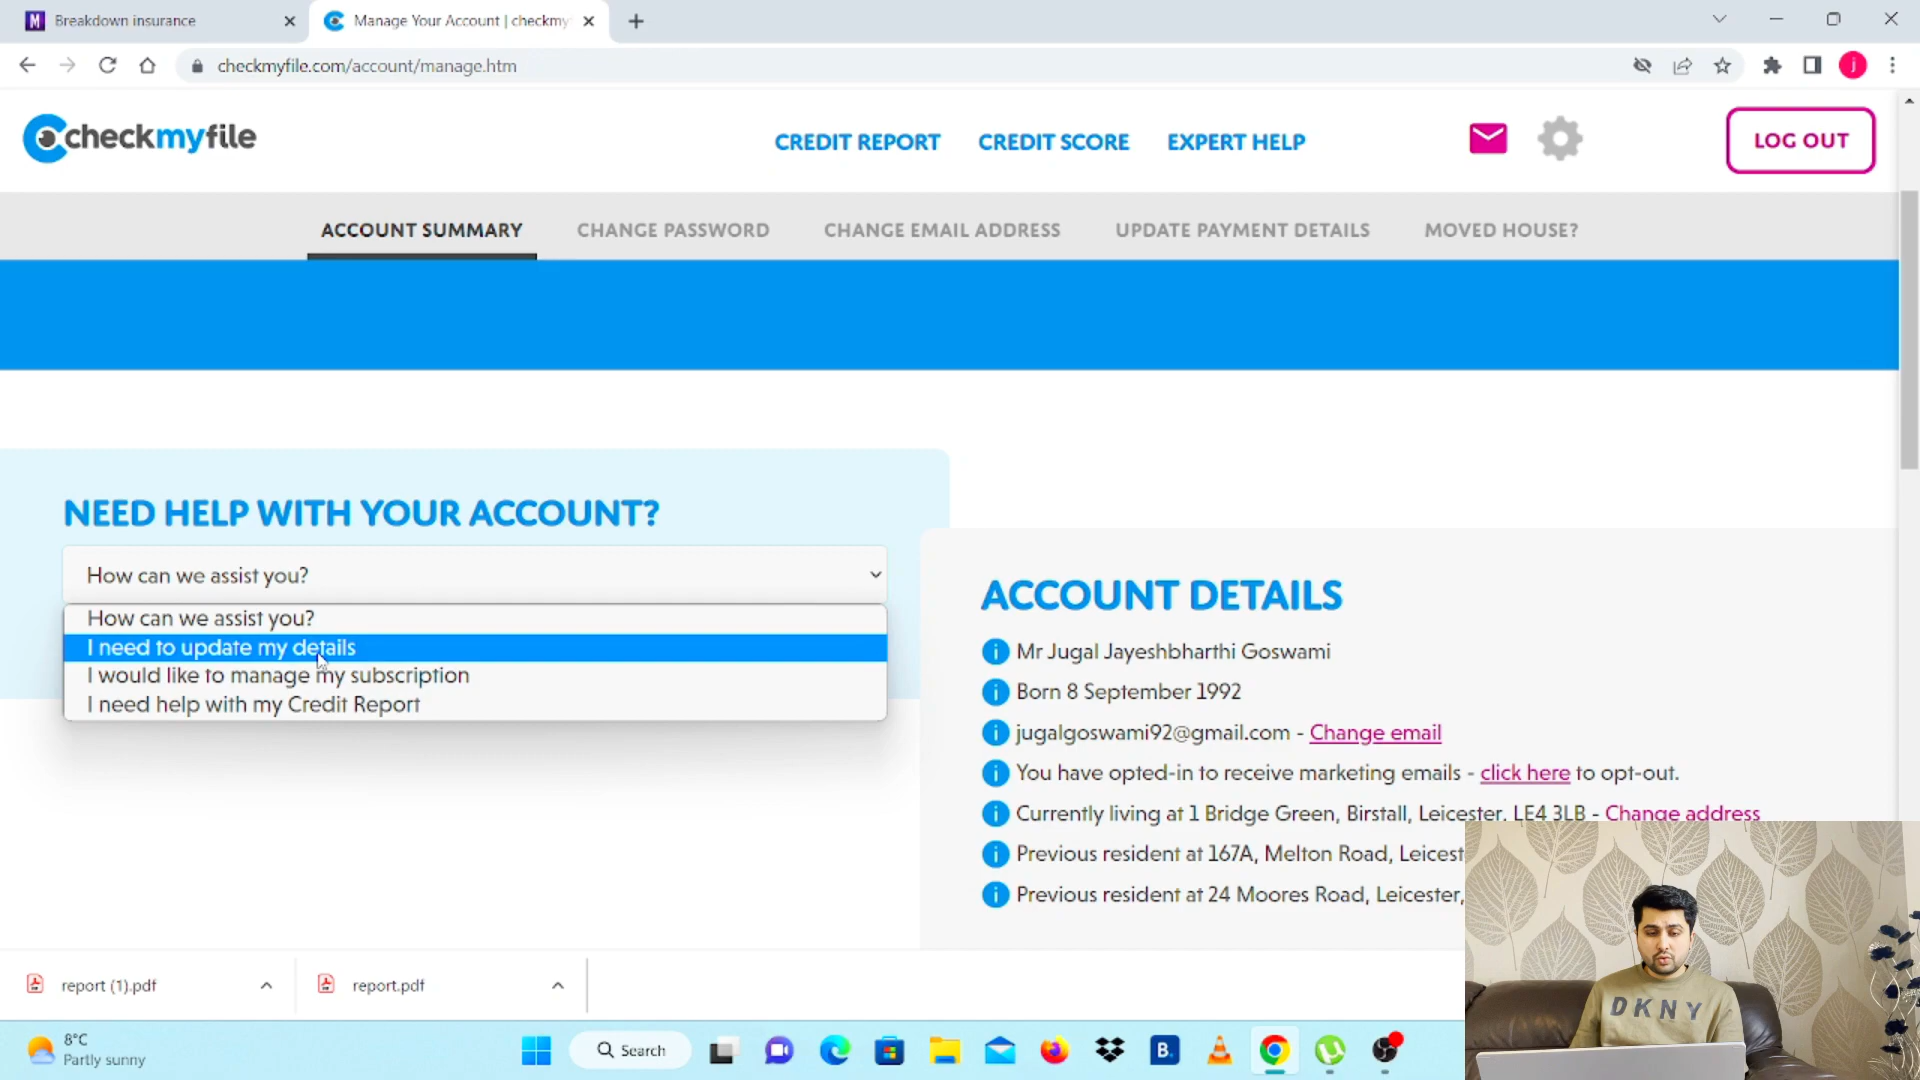 Breakdown insurance
Manage Your Account | checkmy
checkmyfile.com/account/manage.htm
j
checkmyfile
CREDIT REPORT
CREDIT SCORE
EXPERT HELP
LOG OUT
ACCOUNT SUMMARY
CHANGE PASSWORD
CHANGE EMAIL ADDRESS
UPDATE PAYMENT DETAILS
MOVED HOUSE?
NEED HELP WITH YOUR ACCOUNT?
How can we assist you?
How can we assist you?
I need to update my details
I would like to manage my subscription
I need help with my Credit Report
ACCOUNT DETAILS
Mr Jugal Jayeshbharthi Goswami
Born 8 September 1992
jugalgoswami92@gmail.com - Change email
You have opted-in to receive marketing emails - click here to opt-out.
Currently living at 1 Bridge Green, Birstall, Leicester, LE4 3LB - Change address
Previous resident at 167A, Melton Road, Leicest
Previous resident at 24 Moores Road, Leicester,
DKNY
report (1).pdf
report.pdf
8°C
Partly sunny
Search
B.